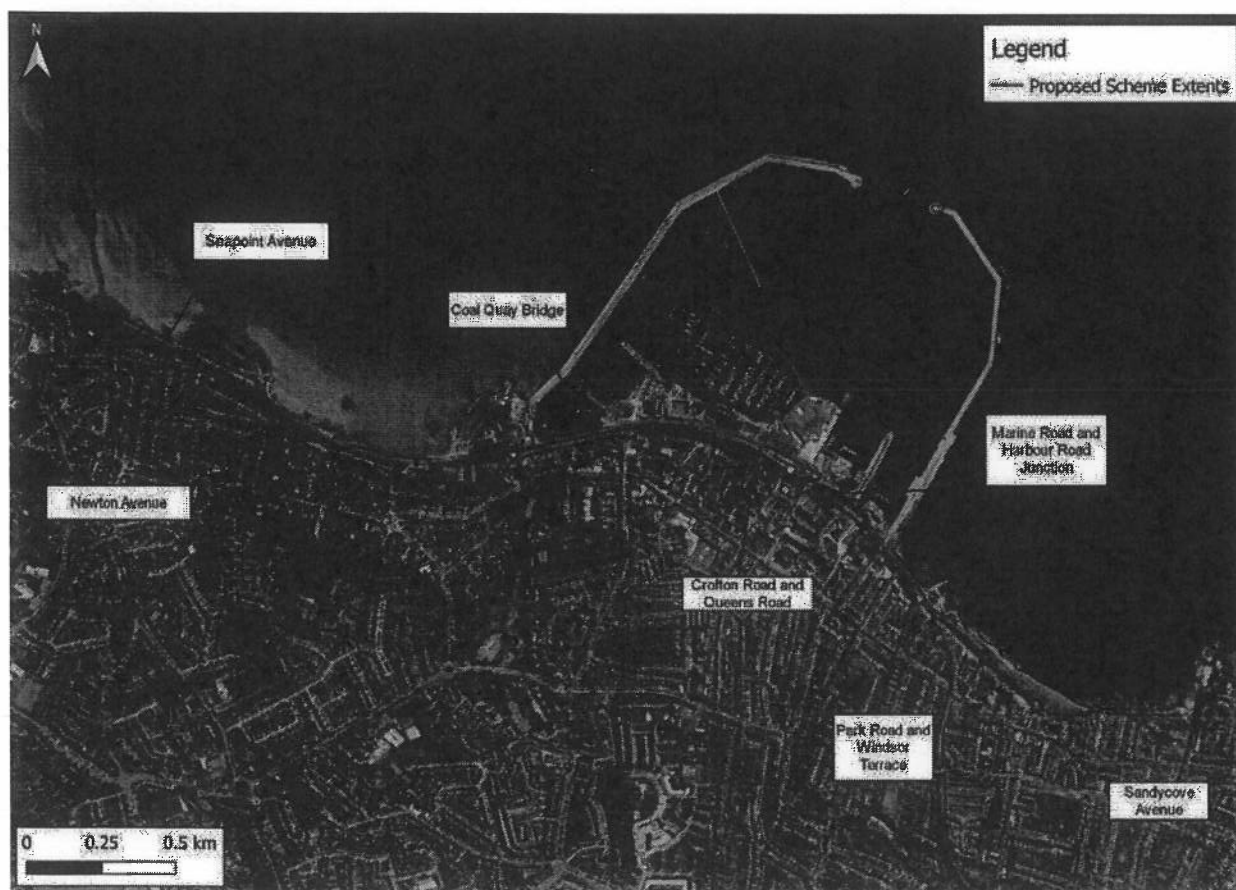 N
Legend
Proposed Scheme Extents
Seapoint Avenue
Coal Quay Bridge
Marine Road and
Harbour Road
Junction
Newton Avenue
Crofton Road and
Queens Road
Park Road and
Windsor
Terrace
Sandycove
Avenue
0 0.25 0.5 km